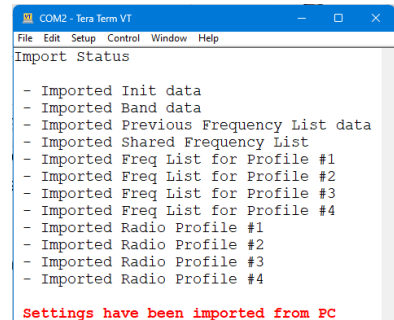 COM2 - Tera Term VT
File Edit Setup Control Window Help
Import Status
- Imported Init data
- Imported Band data
- Imported Previous Frequency List data
- Imported Shared Frequency List
- Imported Freq List for Profile #1
- Imported Freq List for Profile #2
- Imported Freq List for Profile #3
- Imported Freq List for Profile #4
- Imported Radio Profile #1
- Imported Radio Profile #2
- Imported Radio Profile #3
- Imported Radio Profile #4
Settings have been imported from PC